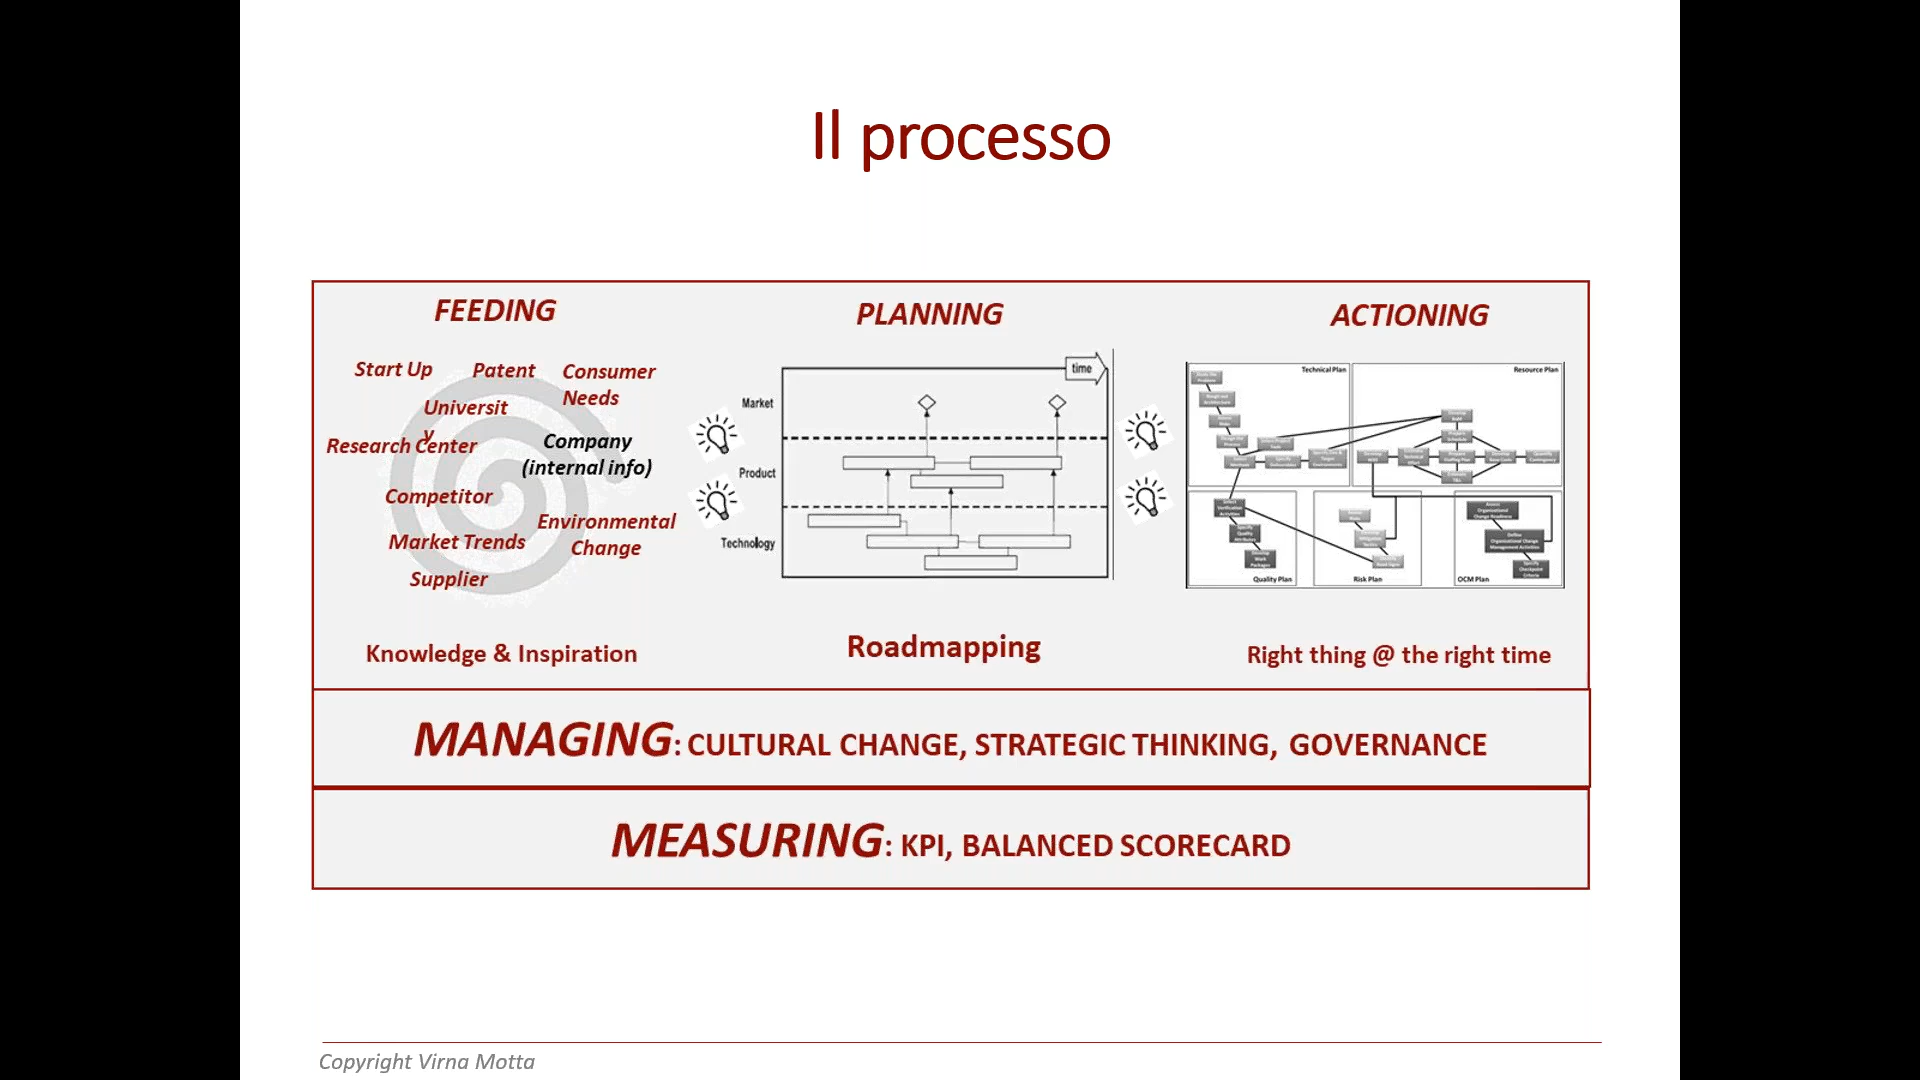 Il processo
FEEDING
PLANNING
ACTIONING
Start Up
Patent
Consumer
Needs
Universit
y
Research Center
Company
(internal info)
Competitor
Environmental
Change
Market Trends
Supplier
Knowledge & Inspiration
time
Market
Product
Technology
Roadmapping
Technical Plan
Resource Plan
Quality Plan
Risk Plan
OCM Plan
Right thing @ the right time
MANAGING: CULTURAL CHANGE, STRATEGIC THINKING, GOVERNANCE
MEASURING: KPI, BALANCED SCORECARD
Copyright Virna Motta